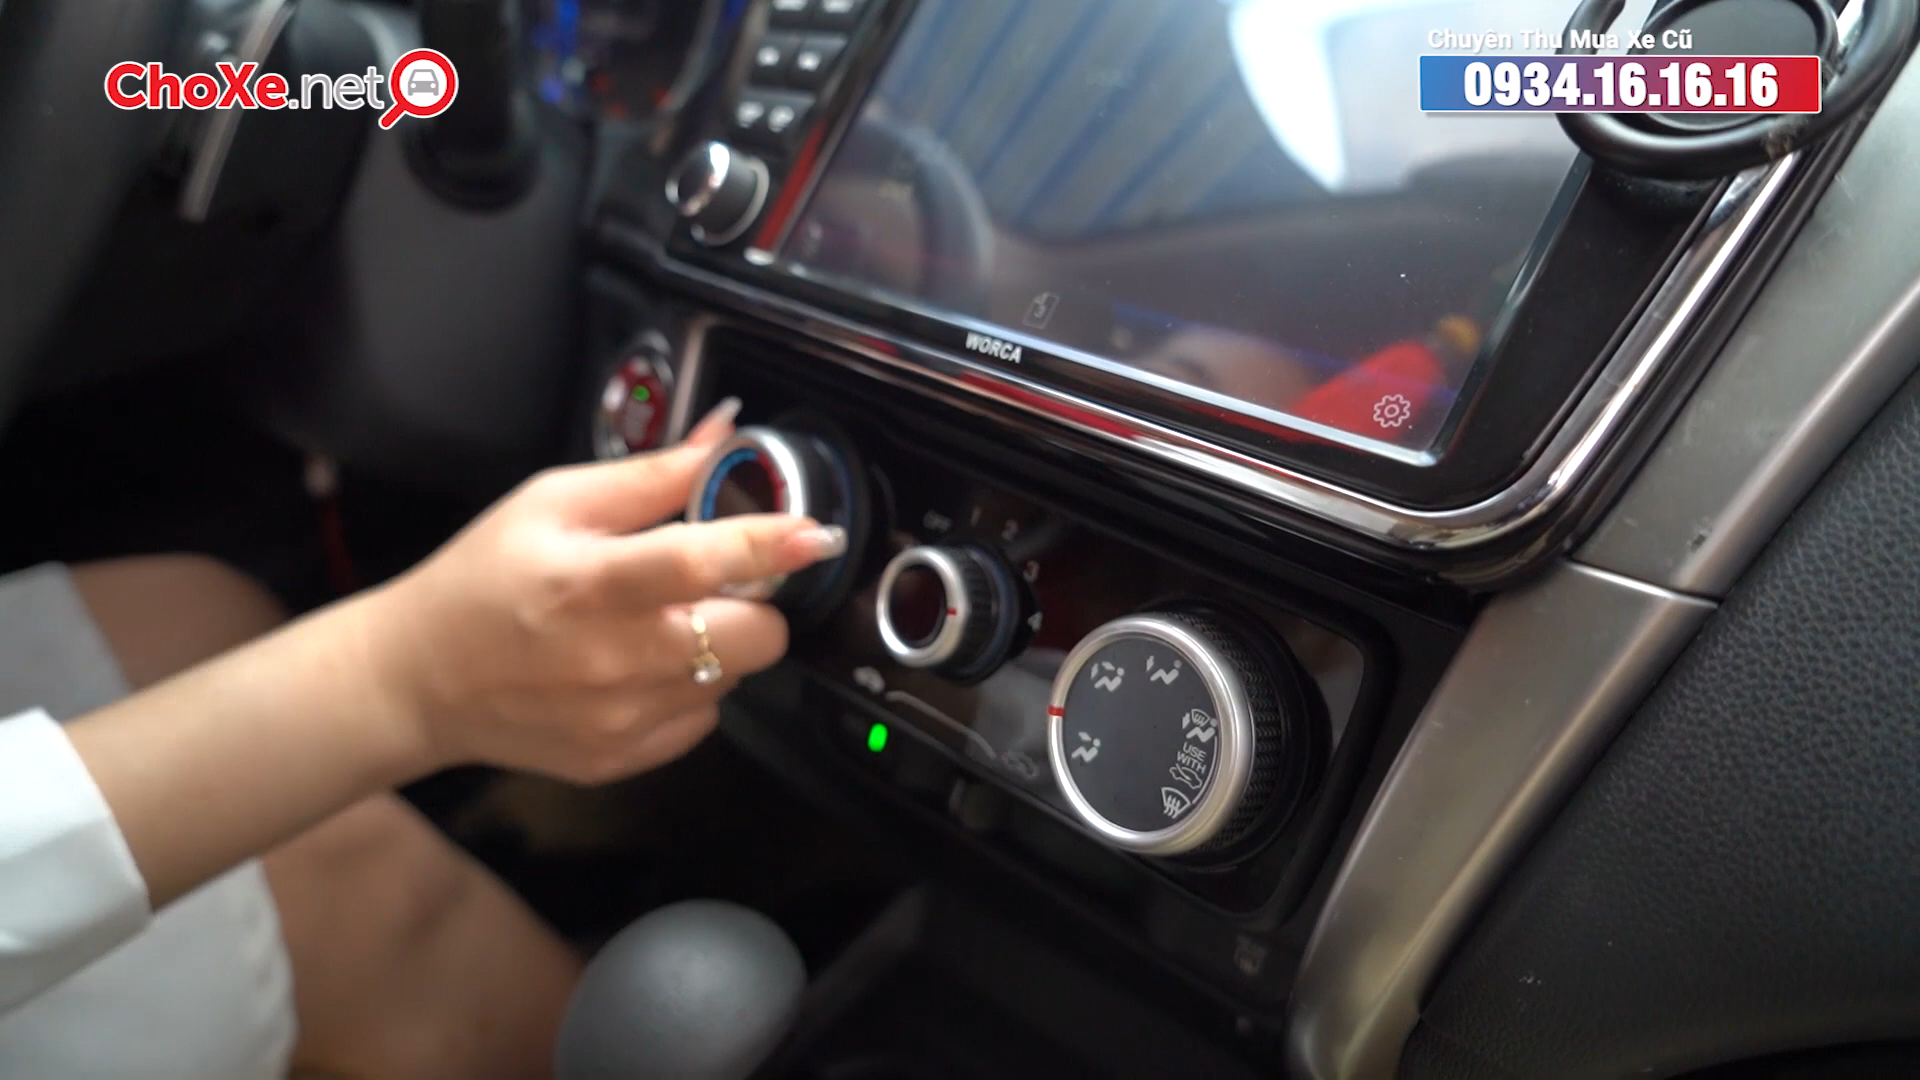 ChoXe.net
Chuyên Thu Mua Xe Cũ
0934.16.16.16
WORCA
OFF 1 2 3 4
USE
WITH